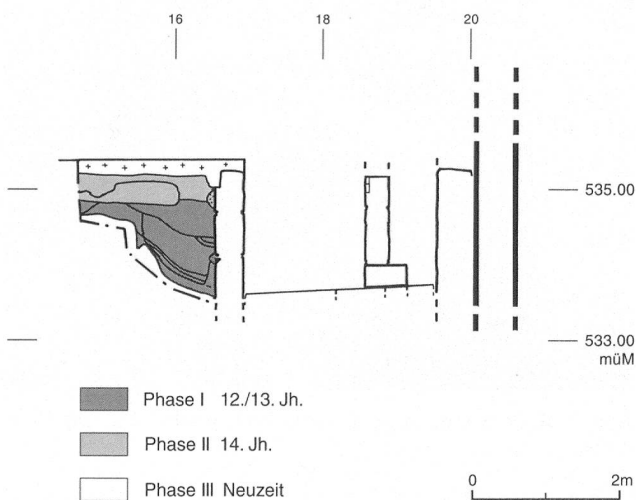 16 18 20
535.00
533.00
müM
Phase I 12./13. Jh.
Phase II 14. Jh.
Phase III Neuzeit
0 2m